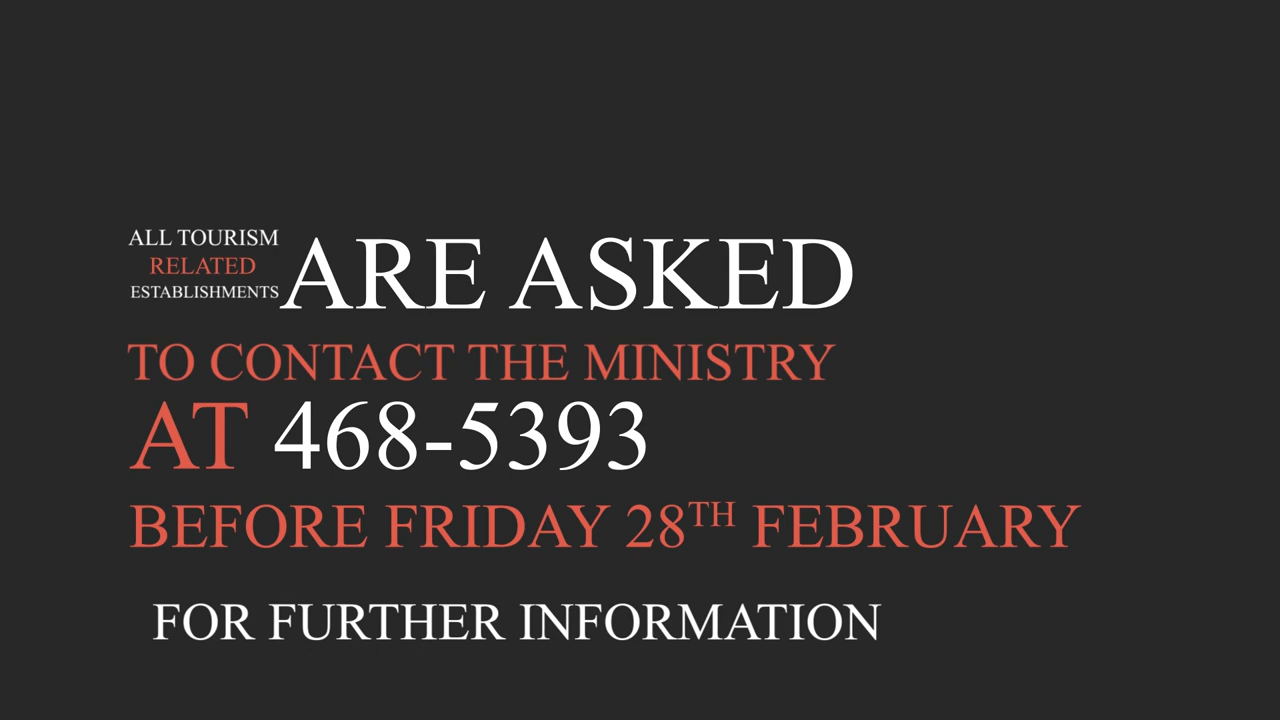 ALL TOURISM
RELATED
ESTABLISHMENTS
ARE ASKED
TO CONTACT THE MINISTRY
AT 468-5393
BEFORE FRIDAY 28TH FEBRUARY
FOR FURTHER INFORMATION